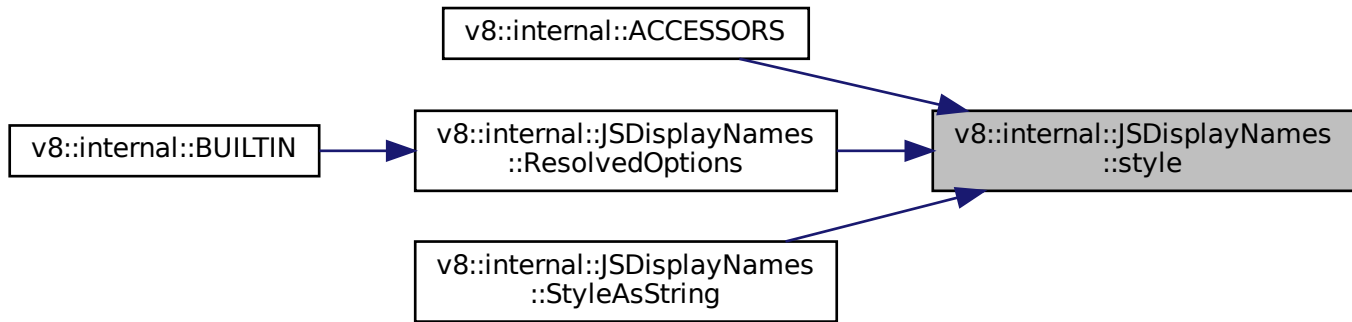 v8::internal::ACCESSORS
v8::internal::BUILTIN
v8::internal::JSDisplayNames
::ResolvedOptions
v8::internal::JSDisplayNames
::style
v8::internal::JSDisplayNames
::StyleAsString